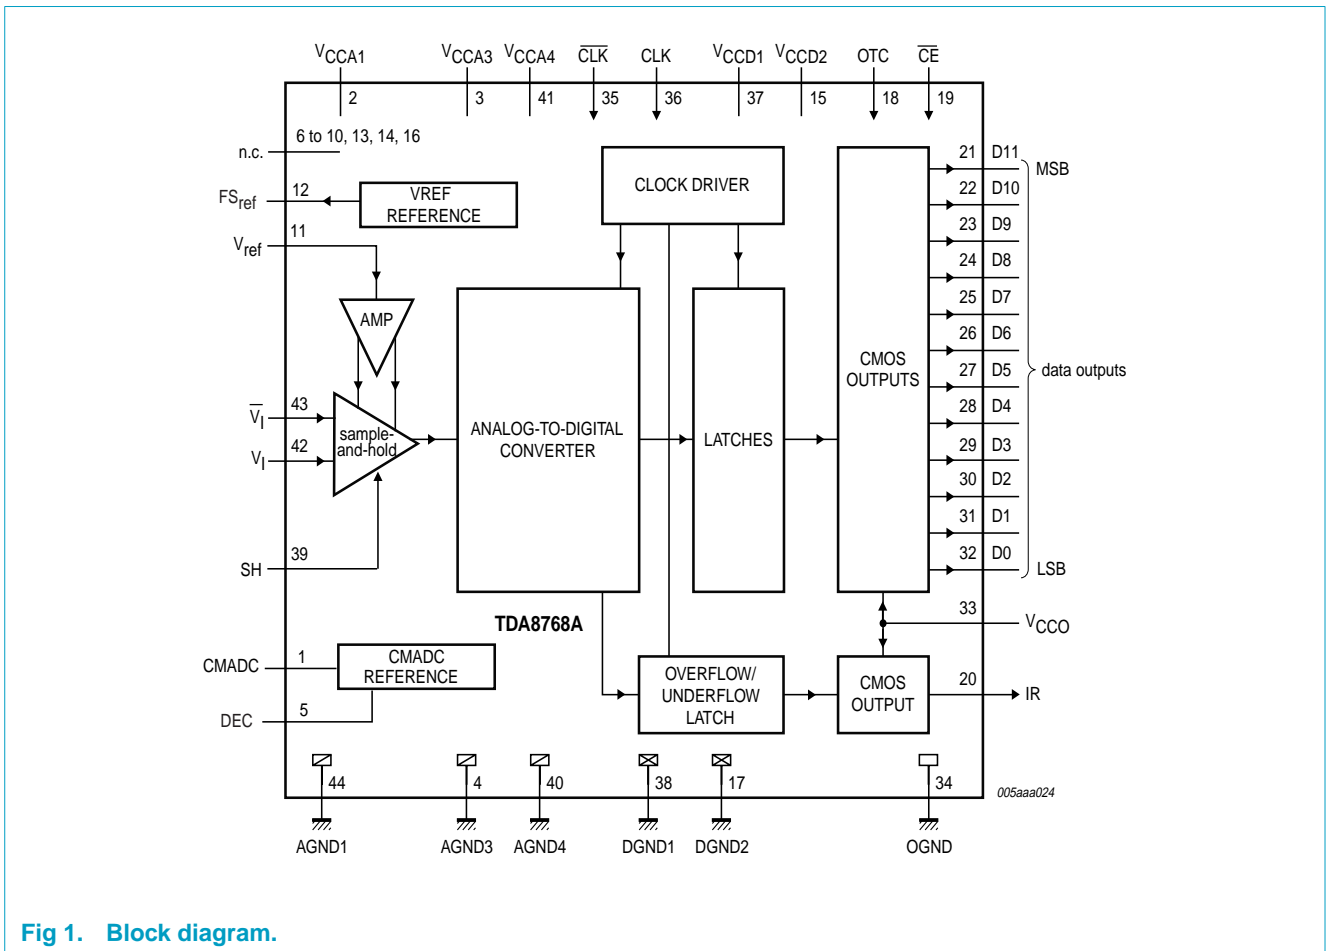 VCCA1 VCCA3 VCCA4 C̅L̅K̅ CLK VCCD1 VCCD2 OTC C̅E̅
2 3 41 35 36 37 15 18 19
6 to 10, 13, 14, 16
n.c.
21 D11
MSB
CLOCK DRIVER
12
FSref
VREF
REFERENCE
22 D10
11
Vref
23 D9
24 D8
25 D7
AMP
26 D6
CMOS
OUTPUTS
27 D5
data outputs
43
V̅I
28 D4
sample-
and-hold
ANALOG-TO-DIGITAL
CONVERTER
LATCHES
42
VI
29 D3
30 D2
31 D1
39
SH
32 D0
LSB
TDA8768A
33
VCCO
1
CMADC
CMADC
REFERENCE
OVERFLOW/
UNDERFLOW
LATCH
CMOS
OUTPUT
20
IR
5
DEC
44 4 40 38 17 34
005aaa024
AGND1 AGND3 AGND4 DGND1 DGND2 OGND
Fig 1. Block diagram.